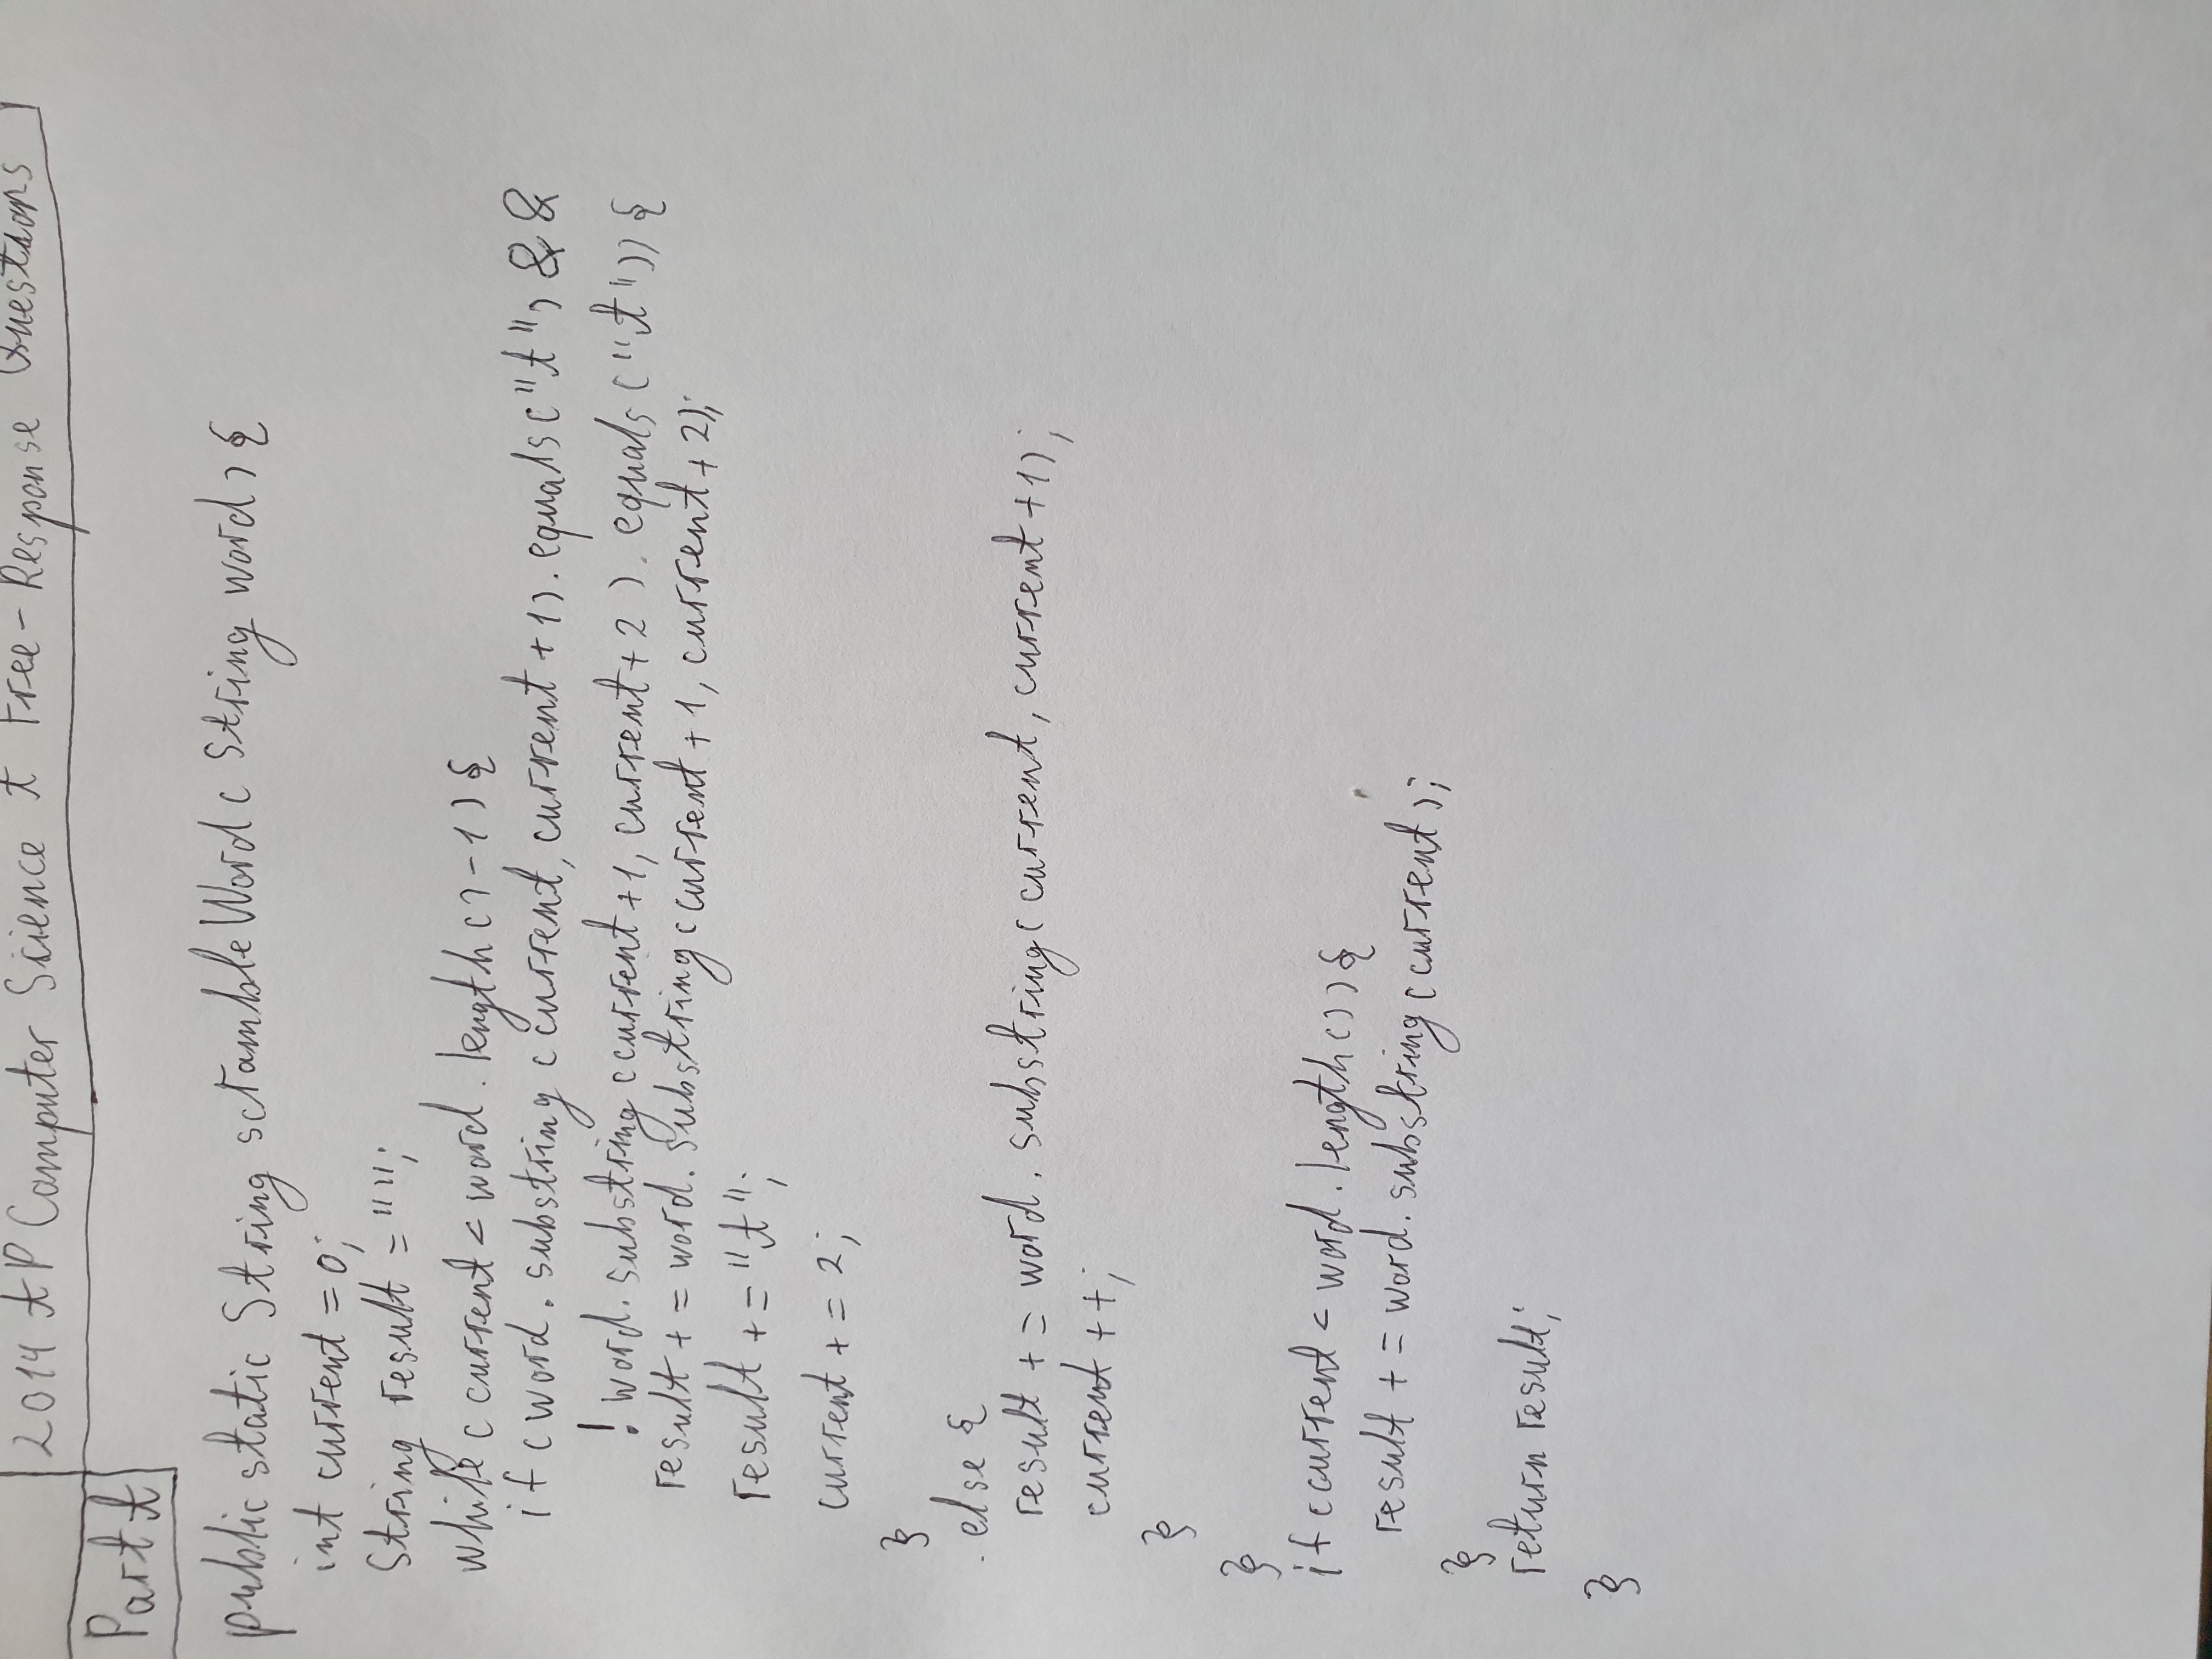 2014 AP Computer Science A Free-Response Questions
Part A
public static String scrambleWord( String word) {
int current = 0;
String result = "";
while ( current < word.length() - 1) {
if (word.substring (current, current + 1).equals("A") &&
! word.substring (current + 1, current + 2).equals("A")) {
result += word.substring(current + 1, current + 2);
result += "A";
current += 2;
}
else {
result += word.substring(current, current + 1);
current ++;
}
}
if (current < word.length()) {
result += word.substring(current);
}
return result;
}